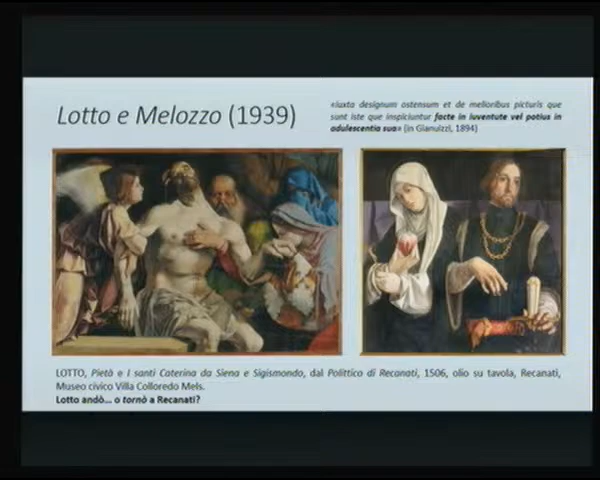 Lotto e Melozzo (1939)
«iuxta designum ostensum et de melioribus picturis que
sunt iste que inspiciuntur facte in iuventute vel potius in
adulescentia sua» (in Gianuizzi, 1894)
LOTTO, Pietà e I santi Caterina da Siena e Sigismondo, dal Polittico di Recanati, 1506, olio su tavola, Recanati,
Museo civico Villa Colloredo Mels.
Lotto andò... o tornò a Recanati?